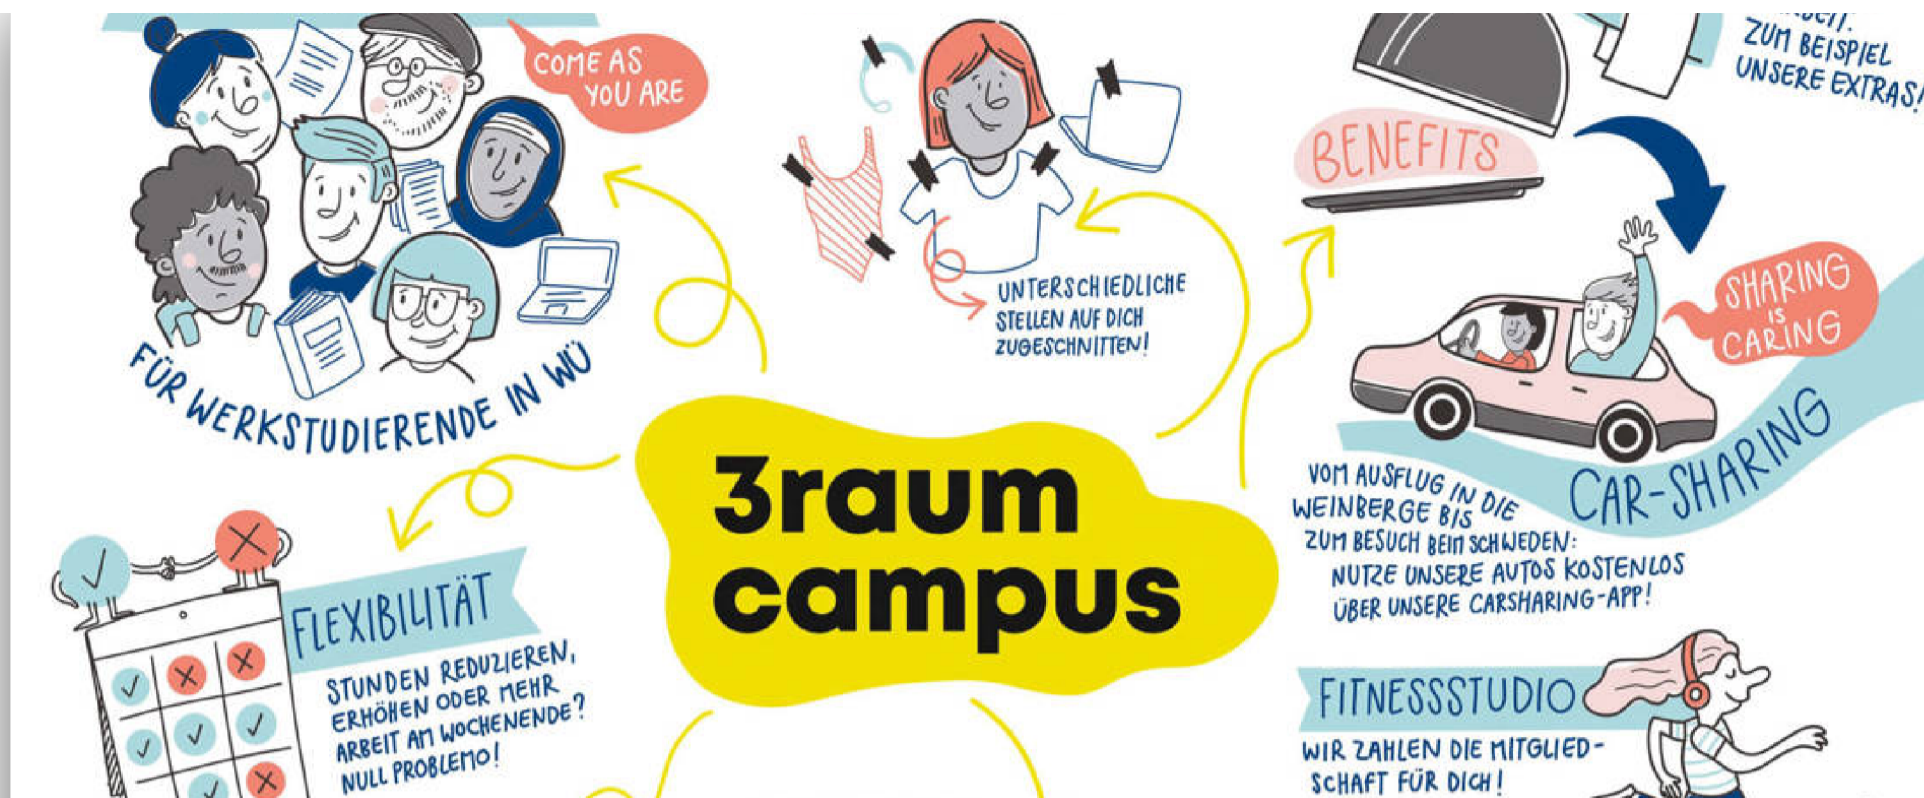 COME AS
YOU ARE
FÜR WERKSTUDIERENDE IN WÜ
UNTERSCHIEDLICHE
STELLEN AUF DICH
ZUGESCHNITTEN!
ZUM BEISPIEL
UNSERE EXTRAS!
BENEFITS
SHARING
IS
CARING
CAR-SHARING
VOM AUSFLUG IN DIE
WEINBERGE BIS
ZUM BESUCH BEIM SCHWEDEN:
NUTZE UNSERE AUTOS KOSTENLOS
ÜBER UNSERE CARSHARING-APP!
3raum
campus
FLEXIBILITÄT
STUNDEN REDUZIEREN,
ERHÖHEN ODER MEHR
ARBEIT AM WOCHENENDE?
NULL PROBLEMO!
FITNESSSTUDIO
WIR ZAHLEN DIE MITGLIED-
SCHAFT FÜR DICH!